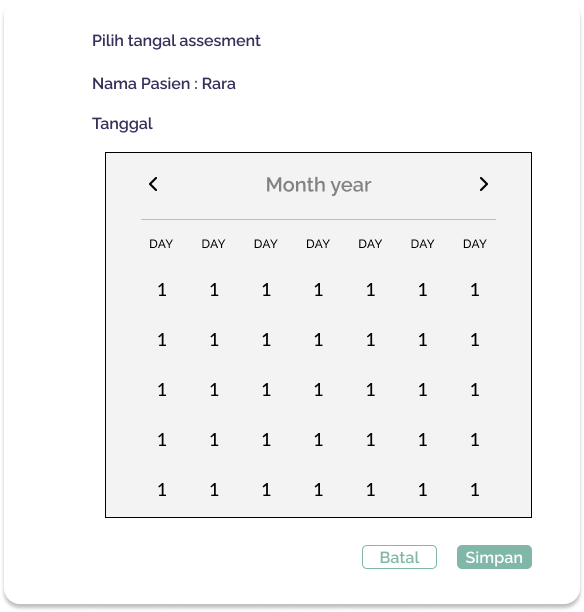 Pilih tangal assesment
Nama Pasien : Rara
Tanggal
Month year
DAY DAY DAY DAY DAY DAY DAY
1 1 1 1 1 1 1
1 1 1 1 1 1 1
1 1 1 1 1 1 1
1 1 1 1 1 1 1
1 1 1 1 1 1 1
Batal Simpan